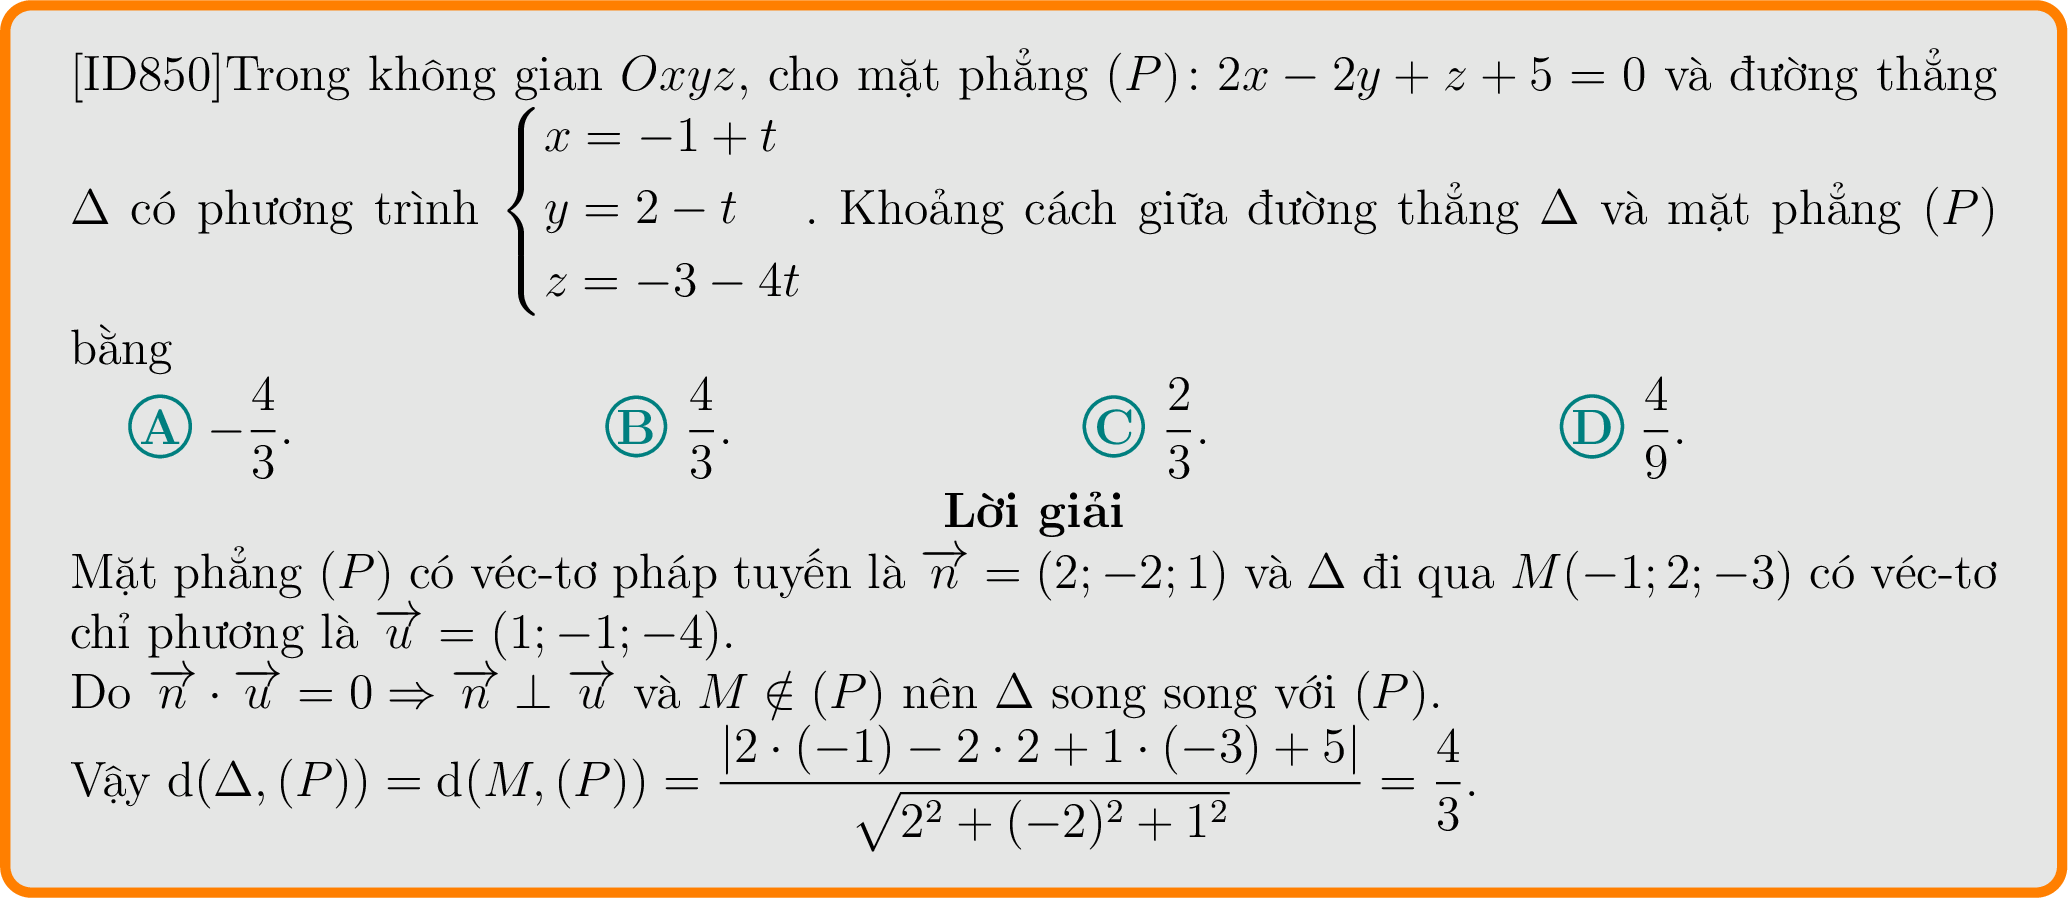 [ID850]Trong không gian $Oxyz$, cho mặt phẳng $(P)\colon 2x - 2y + z + 5 = 0$ và đường thẳng
$\Delta$ có phương trình $\begin{cases} x = -1 + t \\ y = 2 - t \\ z = -3 - 4t \end{cases}$. Khoảng cách giữa đường thẳng $\Delta$ và mặt phẳng $(P)$
bằng
Ⓐ $-\dfrac{4}{3}$. Ⓑ $\dfrac{4}{3}$. Ⓒ $\dfrac{2}{3}$. Ⓓ $\dfrac{4}{9}$.
Lời giải
Mặt phẳng $(P)$ có véc-tơ pháp tuyến là $\overrightarrow{n} = (2; -2; 1)$ và $\Delta$ đi qua $M(-1; 2; -3)$ có véc-tơ
chỉ phương là $\overrightarrow{u} = (1; -1; -4)$.
Do $\overrightarrow{n} \cdot \overrightarrow{u} = 0 \Rightarrow \overrightarrow{n} \perp \overrightarrow{u}$ và $M \notin (P)$ nên $\Delta$ song song với $(P)$.
Vậy $\mathrm{d}(\Delta, (P)) = \mathrm{d}(M, (P)) = \dfrac{|2 \cdot (-1) - 2 \cdot 2 + 1 \cdot (-3) + 5|}{\sqrt{2^2 + (-2)^2 + 1^2}} = \dfrac{4}{3}$.